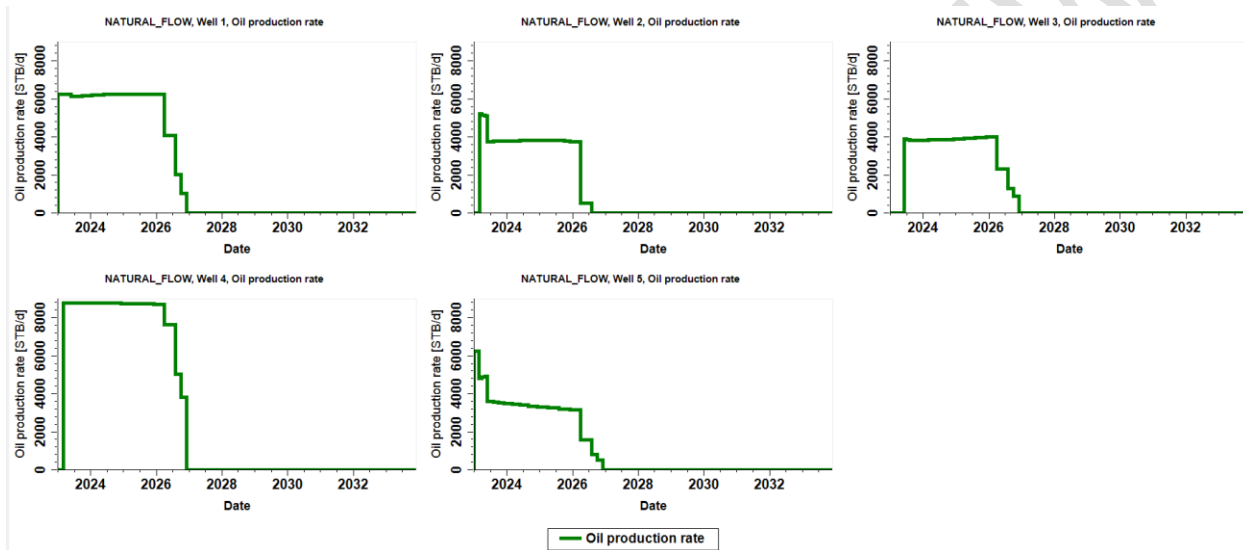 NATURAL_FLOW, Well 1, Oil production rate
Oil production rate [STB/d]
8000
6000
4000
2000
0
2024 2026 2028 2030 2032
Date
NATURAL_FLOW, Well 2, Oil production rate
Oil production rate [STB/d]
8000
6000
4000
2000
0
2024 2026 2028 2030 2032
Date
NATURAL_FLOW, Well 3, Oil production rate
Oil production rate [STB/d]
8000
6000
4000
2000
0
2024 2026 2028 2030 2032
Date
NATURAL_FLOW, Well 4, Oil production rate
Oil production rate [STB/d]
8000
6000
4000
2000
0
2024 2026 2028 2030 2032
Date
NATURAL_FLOW, Well 5, Oil production rate
Oil production rate [STB/d]
8000
6000
4000
2000
0
2024 2026 2028 2030 2032
Date
Oil production rate